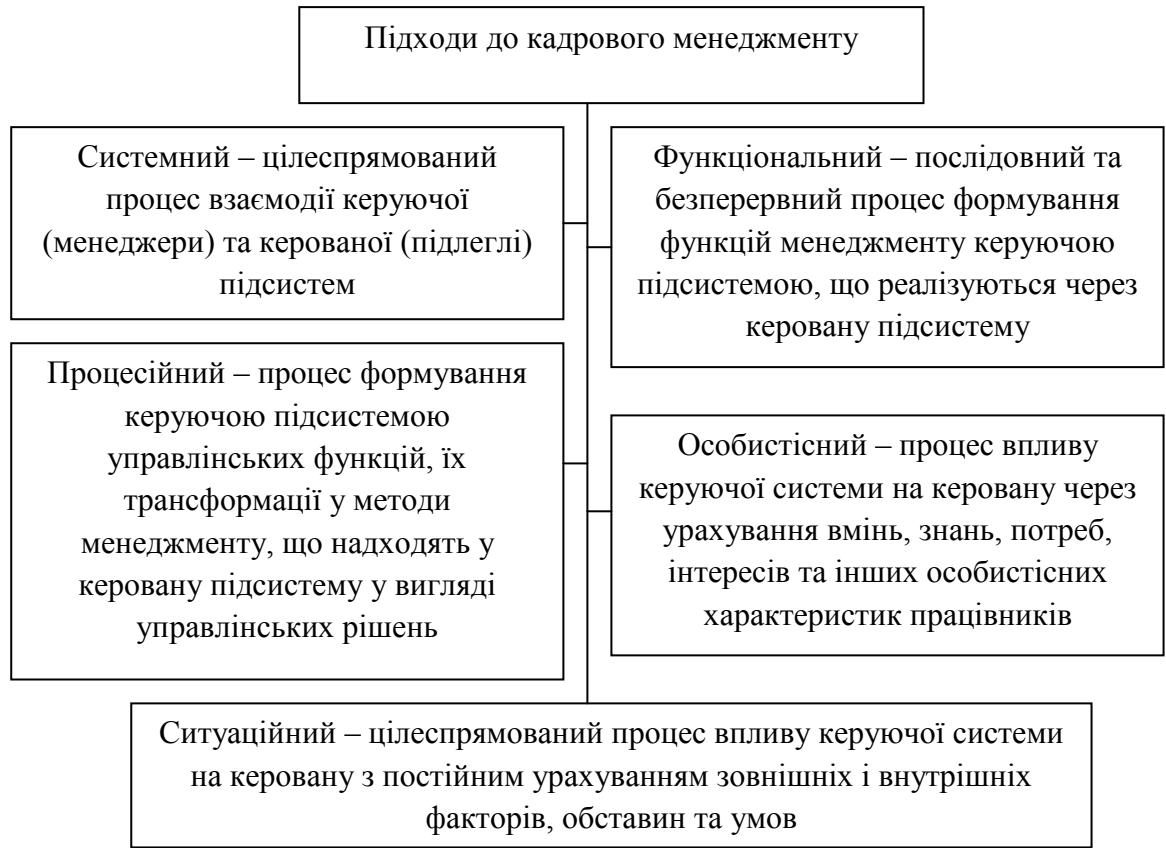 Підходи до кадрового менеджменту
Системний – цілеспрямований
процес взаємодії керуючої
(менеджери) та керованої (підлеглі)
підсистем
Функціональний – послідовний та
безперервний процес формування
функцій менеджменту керуючою
підсистемою, що реалізуються через
керовану підсистему
Процесійний – процес формування
керуючою підсистемою
управлінських функцій, їх
трансформації у методи
менеджменту, що надходять у
керовану підсистему у вигляді
управлінських рішень
Особистісний – процес впливу
керуючої системи на керовану через
урахування вмінь, знань, потреб,
інтересів та інших особистісних
характеристик працівників
Ситуаційний – цілеспрямований процес впливу керуючої системи
на керовану з постійним урахуванням зовнішніх і внутрішніх
факторів, обставин та умов